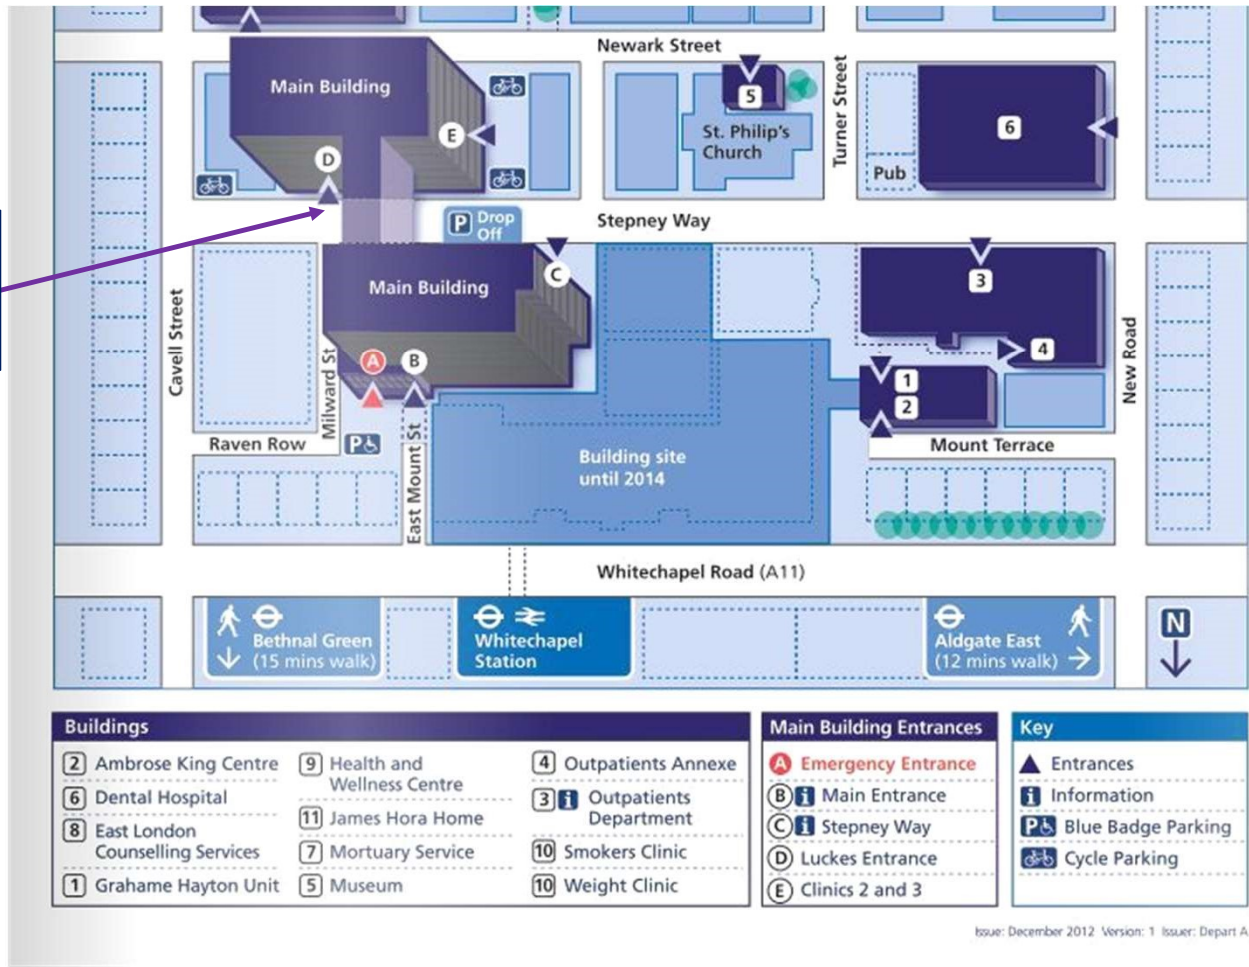 Newark Street
Main Building
E
D
5
St. Philip's
Church
Turner Street
Pub
6
P Drop
Off
Stepney Way
Main Building
C
3
4
1
2
A
B
Cavell Street
Milward St
Raven Row
P
East Mount St
Building site
until 2014
Mount Terrace
New Road
Whitechapel Road (A11)
Bethnal Green
(15 mins walk)
Whitechapel
Station
Aldgate East
(12 mins walk)
N
Buildings
2 Ambrose King Centre
6 Dental Hospital
8 East London
Counselling Services
1 Grahame Hayton Unit
9 Health and
Wellness Centre
11 James Hora Home
7 Mortuary Service
5 Museum
4 Outpatients Annexe
3 i Outpatients
Department
10 Smokers Clinic
10 Weight Clinic
Main Building Entrances
A Emergency Entrance
B i Main Entrance
C i Stepney Way
D Luckes Entrance
E Clinics 2 and 3
Key
Entrances
i Information
P Blue Badge Parking
Cycle Parking
Issue: December 2012 Version: 1 Issuer: Depart A